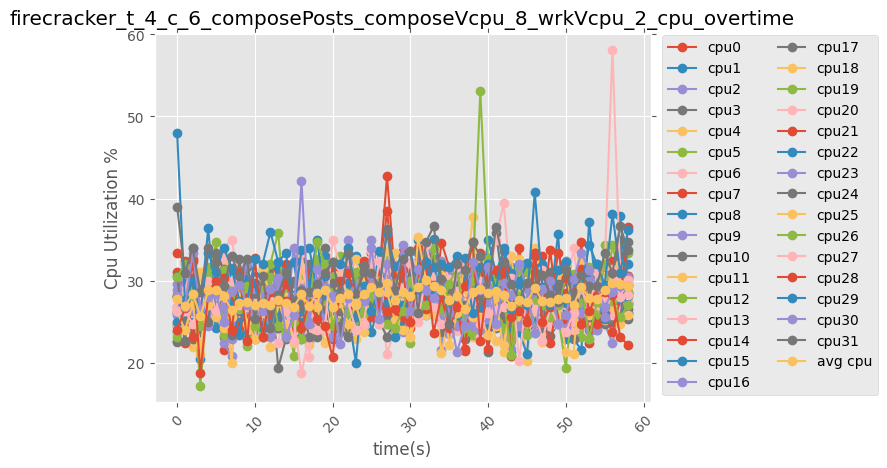 firecracker_t_4_c_6_composePosts_composeVcpu_8_wrkVcpu_2_cpu_overtime
Cpu Utilization %
60
50
40
30
20
0
10
20
30
40
50
60
time(s)
cpu0
cpu1
cpu2
cpu3
cpu4
cpu5
cpu6
cpu7
cpu8
cpu9
cpu10
cpu11
cpu12
cpu13
cpu14
cpu15
cpu16
cpu17
cpu18
cpu19
cpu20
cpu21
cpu22
cpu23
cpu24
cpu25
cpu26
cpu27
cpu28
cpu29
cpu30
cpu31
avg cpu